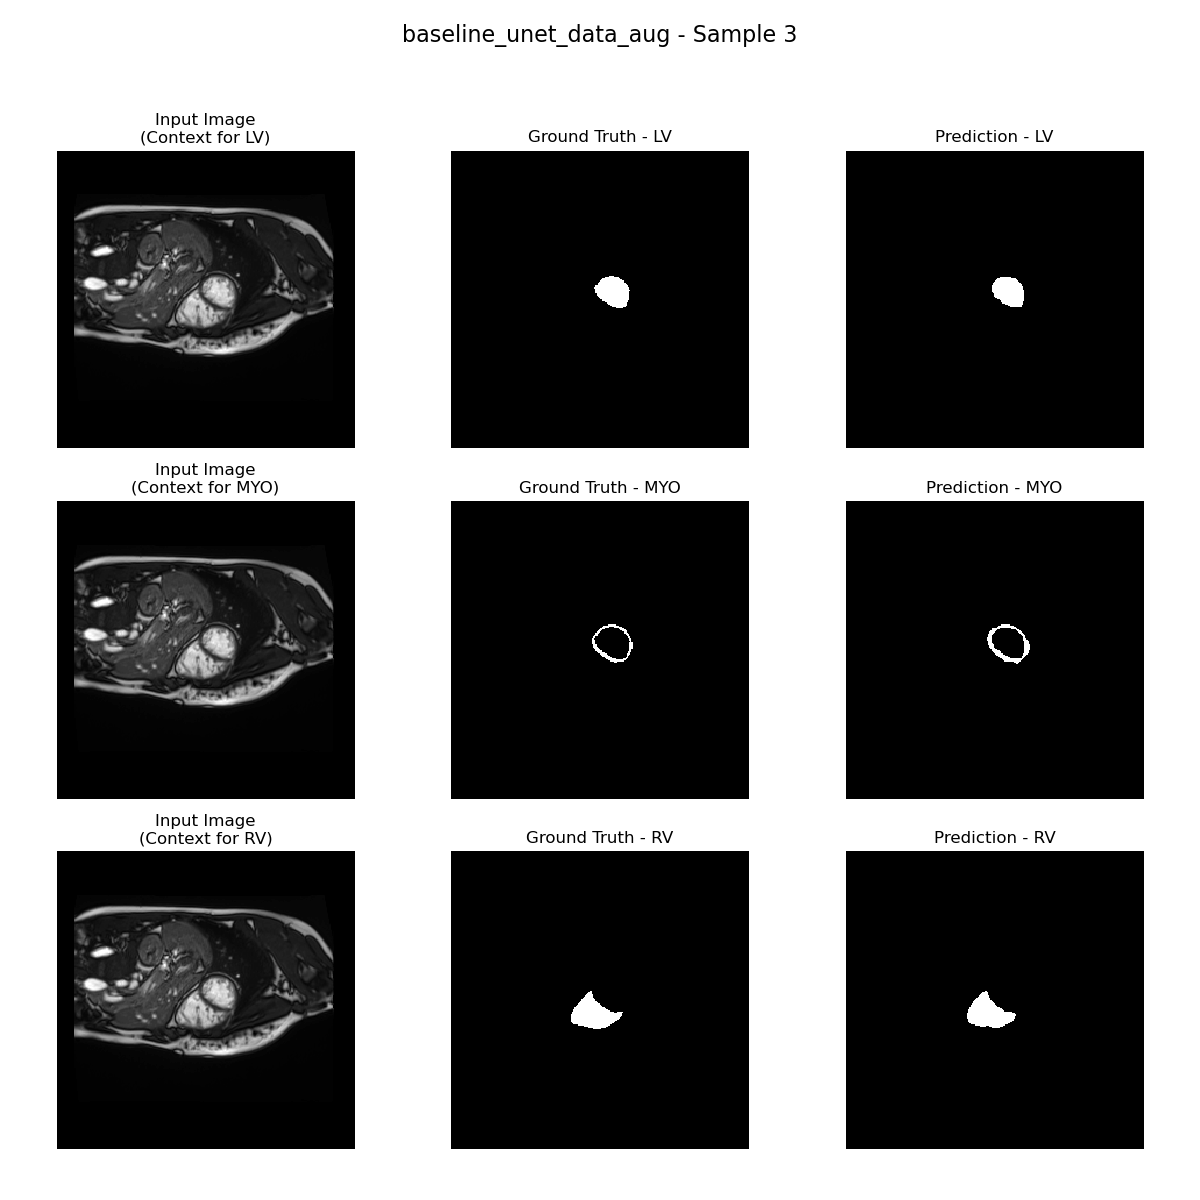 baseline_unet_data_aug - Sample 3
Input Image
(Context for LV)
Ground Truth - LV
Prediction - LV
Input Image
(Context for MYO)
Ground Truth - MYO
Prediction - MYO
Input Image
(Context for RV)
Ground Truth - RV
Prediction - RV